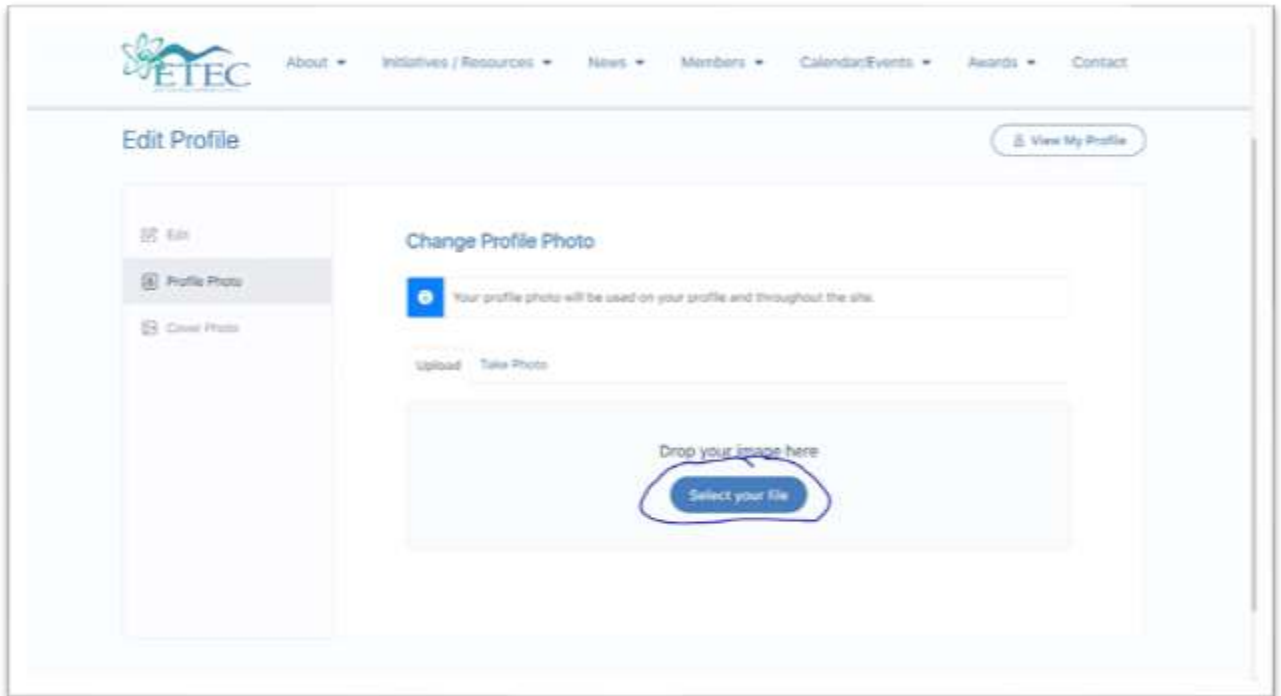 ETEC
About Initiatives / Resources News Members Calendar/Events Awards Contact
Edit Profile
View My Profile
Edit
Profile Photo
Cover Photo
Change Profile Photo
Your profile photo will be used on your profile and throughout the site.
Upload Take Photo
Drop your image here
Select your file